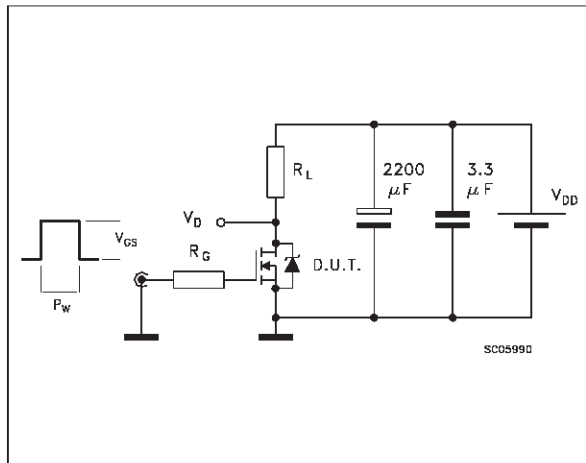 R_L
2200
µF
3.3
µF
V_DD
V_D
V_GS
R_G
D.U.T.
P_W
SC05990